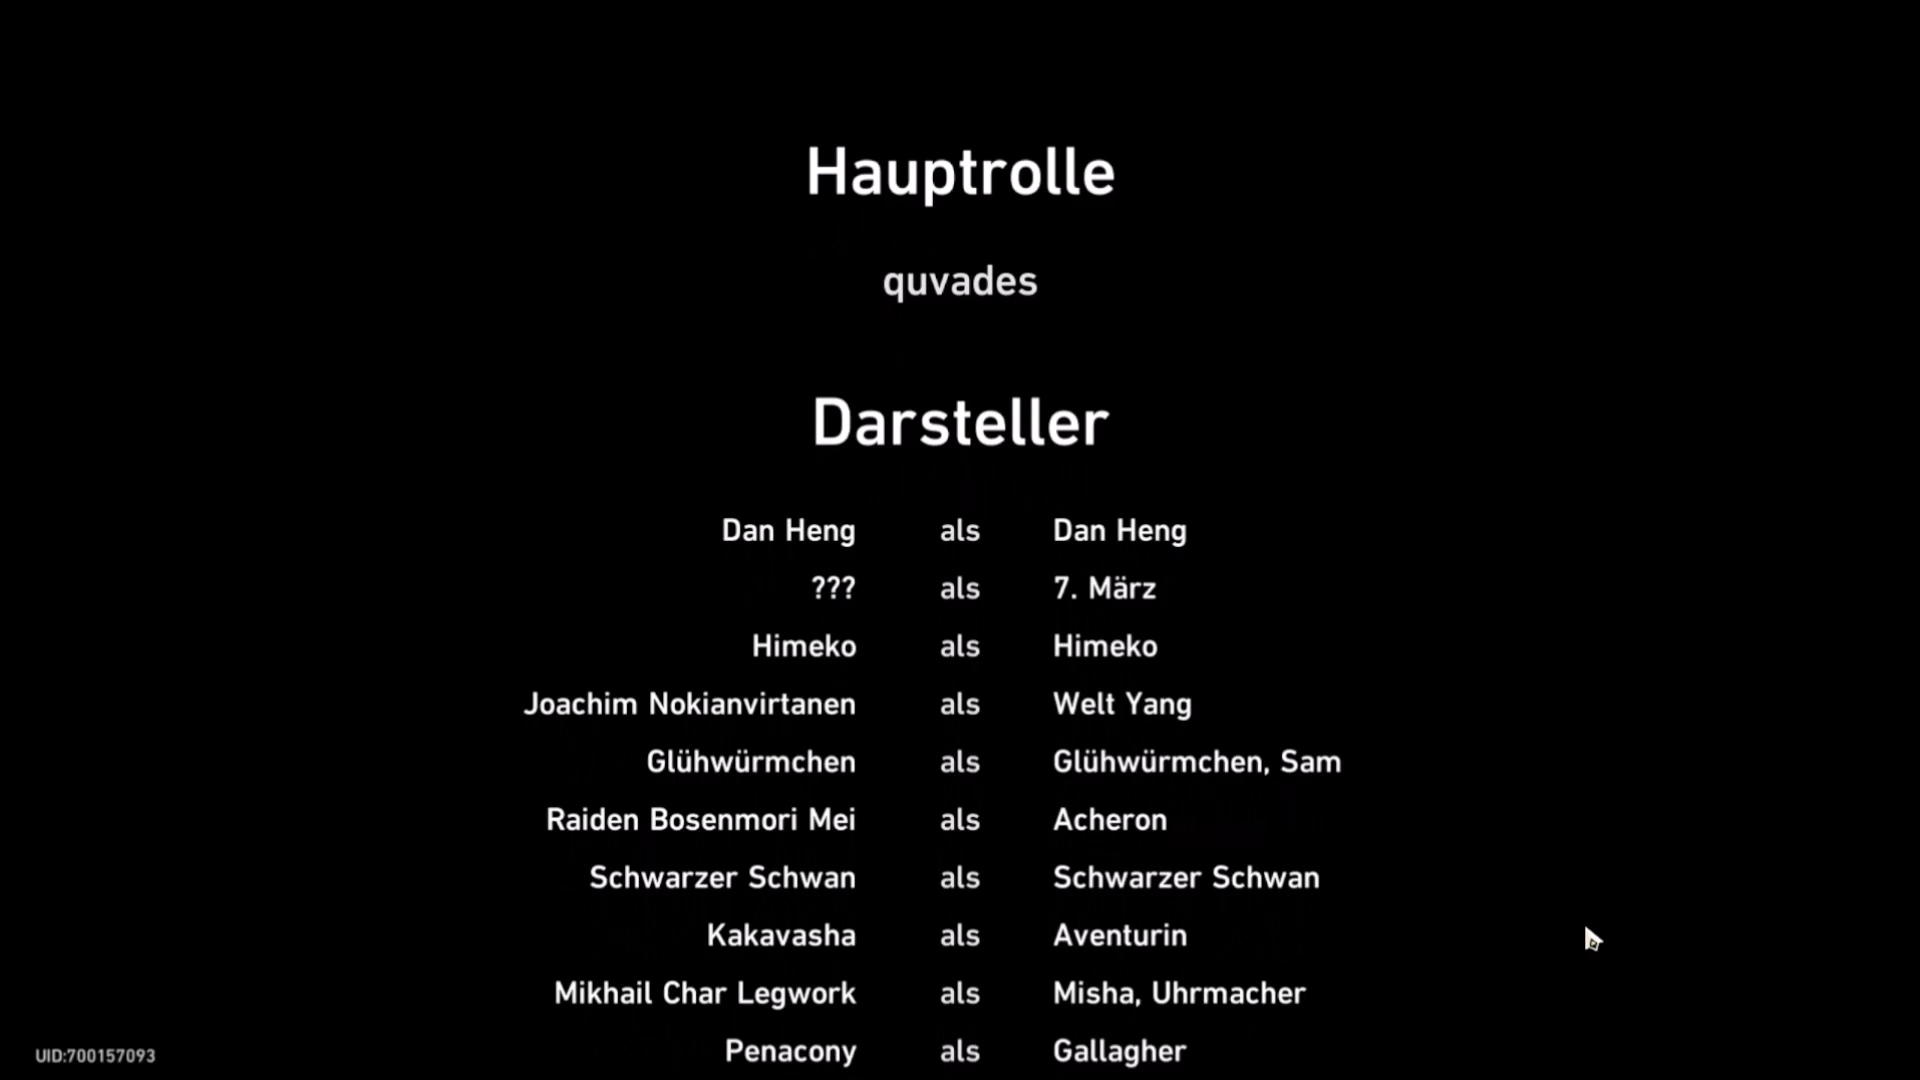 Hauptrolle
quvades
Darsteller
Dan Heng als Dan Heng
??? als 7. März
Himeko als Himeko
Joachim Nokianvirtanen als Welt Yang
Glühwürmchen als Glühwürmchen, Sam
Raiden Bosenmori Mei als Acheron
Schwarzer Schwan als Schwarzer Schwan
Kakavasha als Aventurin
Mikhail Char Legwork als Misha, Uhrmacher
Penacony als Gallagher
UID:700157093